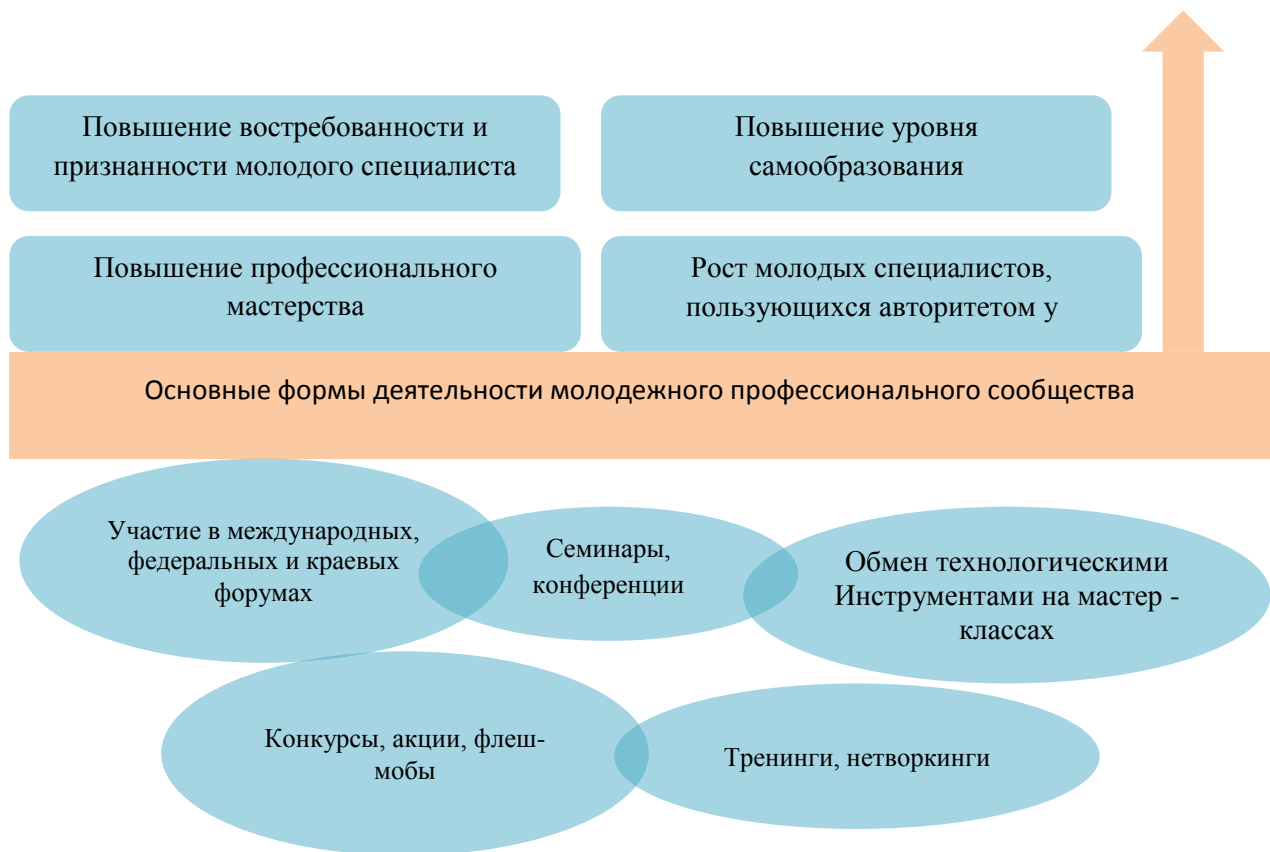 Повышение востребованности и
признанности молодого специалиста
Повышение уровня
самообразования
Повышение профессионального
мастерства
Рост молодых специалистов,
пользующихся авторитетом у
Основные формы деятельности молодежного профессионального сообщества
Участие в международных,
федеральных и краевых
форумах
Семинары,
конференции
Обмен технологическими
Инструментами на мастер -
классах
Конкурсы, акции, флеш-
мобы
Тренинги, нетворкинги